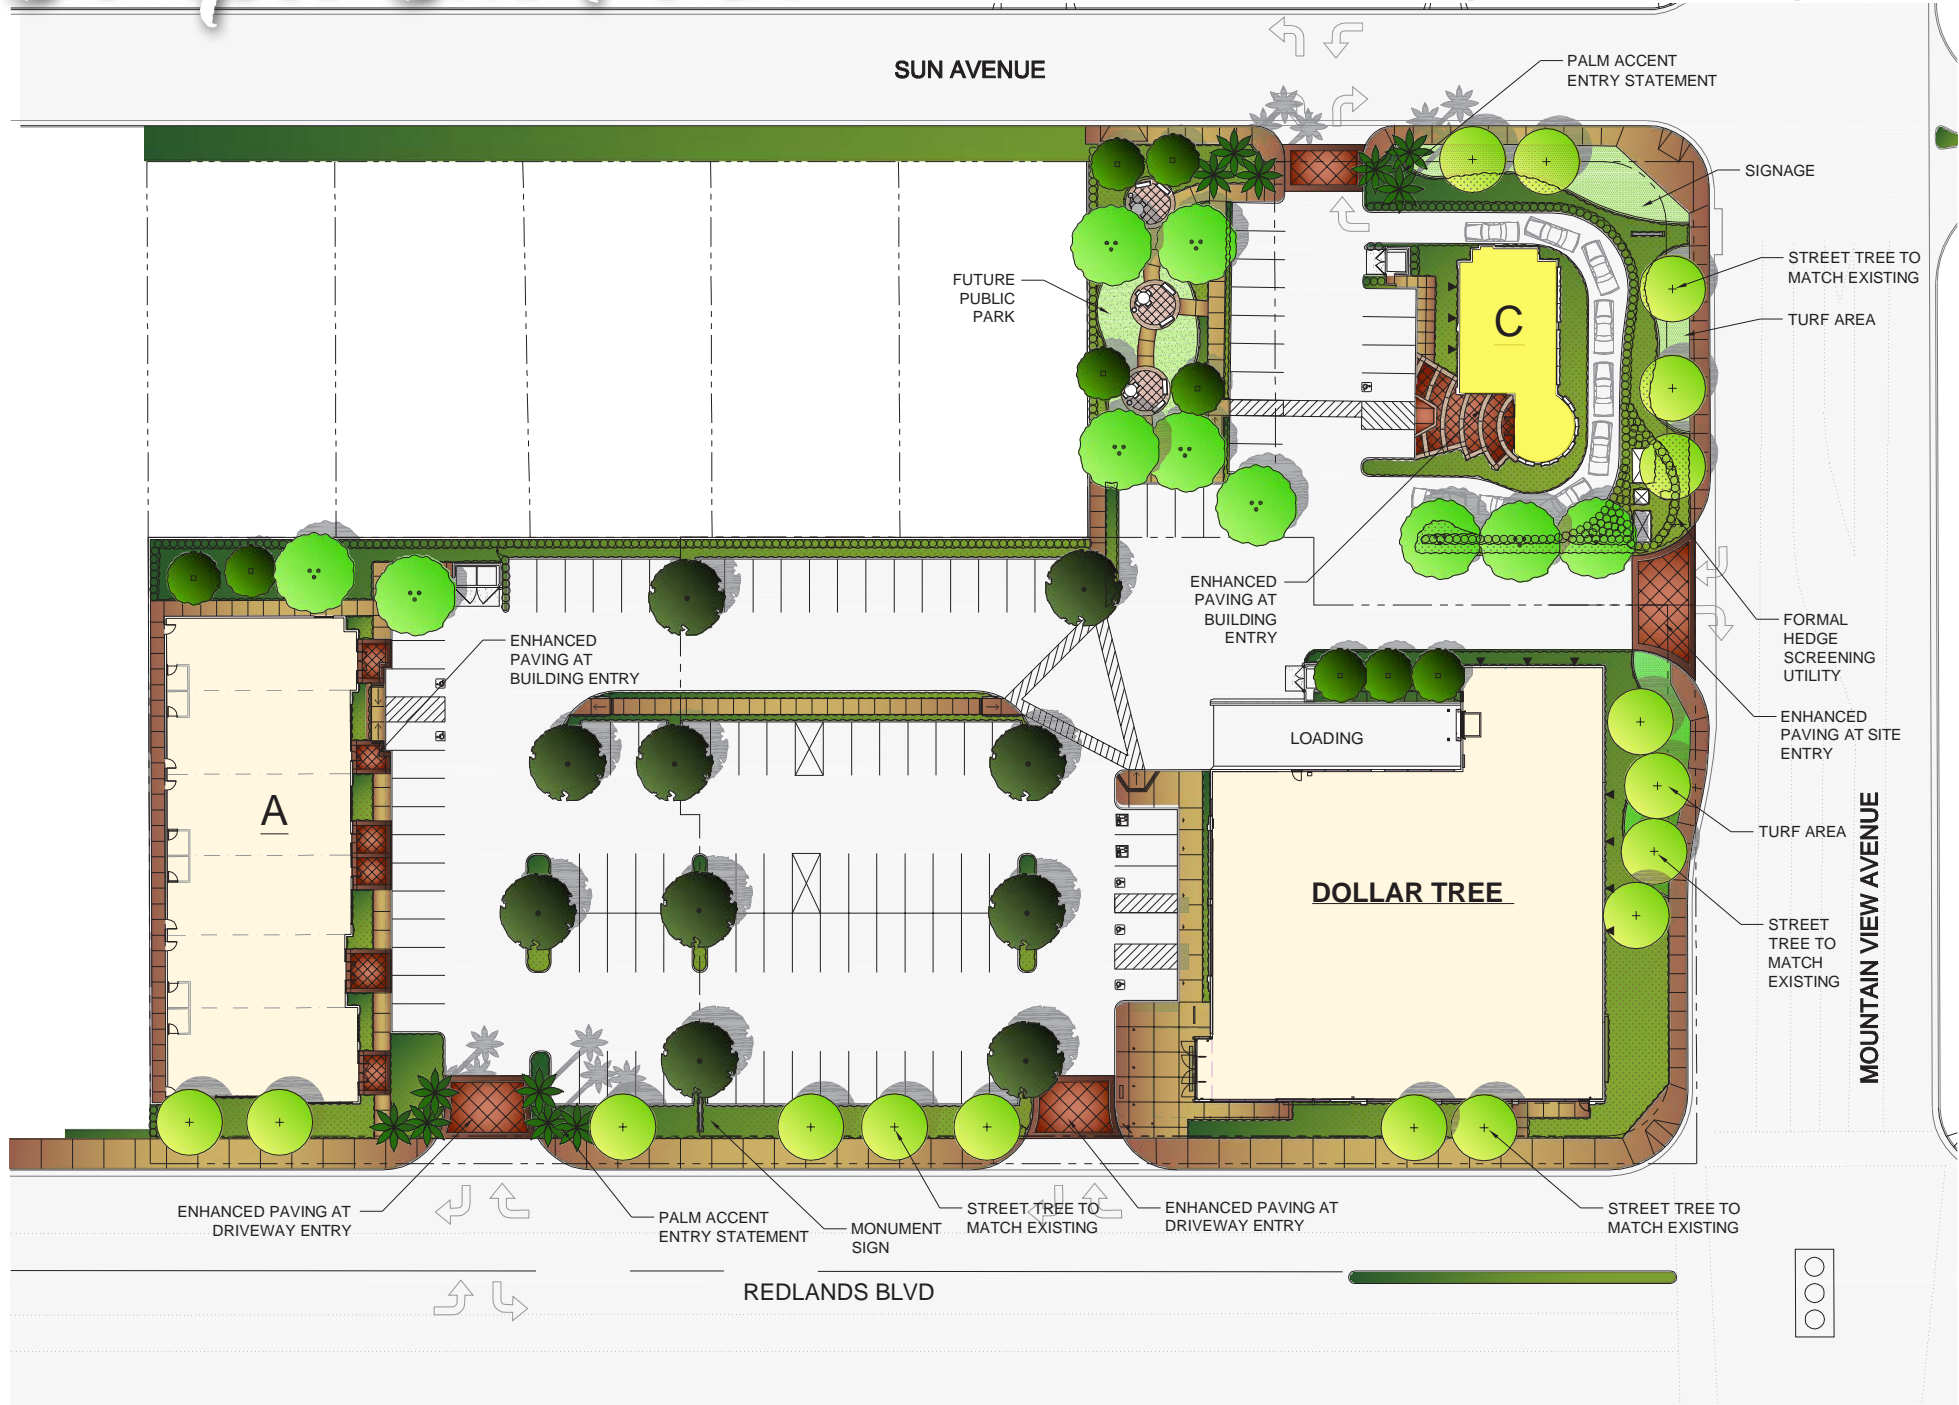 SUN AVENUE
PALM ACCENT
ENTRY STATEMENT
SIGNAGE
STREET TREE TO
MATCH EXISTING
TURF AREA
FUTURE
PUBLIC
PARK
C
ENHANCED
PAVING AT
BUILDING
ENTRY
FORMAL
HEDGE
SCREENING
UTILITY
ENHANCED
PAVING AT
BUILDING ENTRY
ENHANCED
PAVING AT SITE
ENTRY
LOADING
A
TURF AREA
DOLLAR TREE
STREET
TREE TO
MATCH
EXISTING
MOUNTAIN VIEW AVENUE
ENHANCED PAVING AT
DRIVEWAY ENTRY
PALM ACCENT
ENTRY STATEMENT
MONUMENT
SIGN
STREET TREE TO
MATCH EXISTING
ENHANCED PAVING AT
DRIVEWAY ENTRY
STREET TREE TO
MATCH EXISTING
REDLANDS BLVD